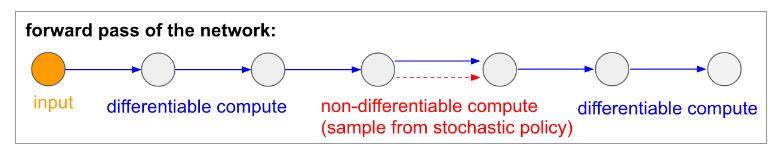 forward pass of the network:
input
differentiable compute
non-differentiable compute
(sample from stochastic policy)
differentiable compute